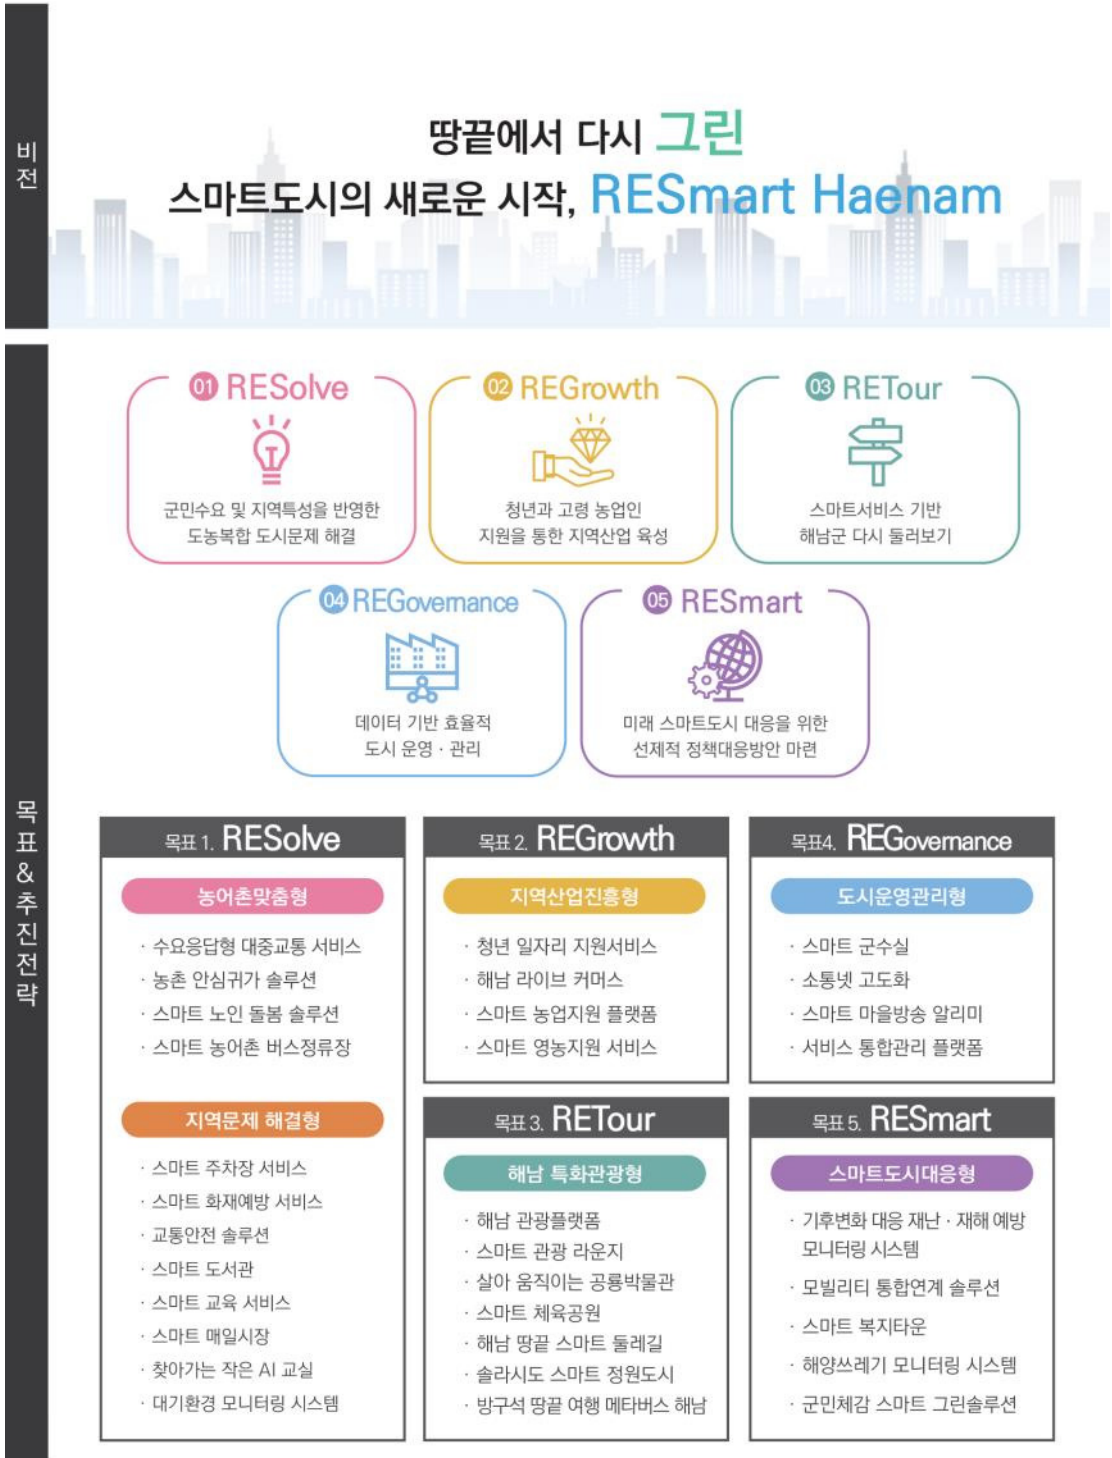 비전
땅끝에서 다시 그린
스마트도시의 새로운 시작, RESmart Haenam
목표&추진전략
01 RESolve
군민수요 및 지역특성을 반영한
도농복합 도시문제 해결
02 REGrowth
청년과 고령 농업인
지원을 통한 지역산업 육성
03 RETour
스마트서비스 기반
해남군 다시 둘러보기
04 REGovernance
데이터 기반 효율적
도시 운영 · 관리
05 RESmart
미래 스마트도시 대응을 위한
선제적 정책대응방안 마련
목표 1. RESolve
농어촌맞춤형
· 수요응답형 대중교통 서비스
· 농촌 안심귀가 솔루션
· 스마트 노인 돌봄 솔루션
· 스마트 농어촌 버스정류장
지역문제 해결형
· 스마트 주차장 서비스
· 스마트 화재예방 서비스
· 교통안전 솔루션
· 스마트 도서관
· 스마트 교육 서비스
· 스마트 매일시장
· 찾아가는 작은 AI 교실
· 대기환경 모니터링 시스템
목표 2. REGrowth
지역산업진흥형
· 청년 일자리 지원서비스
· 해남 라이브 커머스
· 스마트 농업지원 플랫폼
· 스마트 영농지원 서비스
목표 3. RETour
해남 특화관광형
· 해남 관광플랫폼
· 스마트 관광 라운지
· 살아 움직이는 공룡박물관
· 스마트 체육공원
· 해남 땅끝 스마트 둘레길
· 솔라시도 스마트 정원도시
· 방구석 땅끝 여행 메타버스 해남
목표4. REGovernance
도시운영관리형
· 스마트 군수실
· 소통넷 고도화
· 스마트 마을방송 알리미
· 서비스 통합관리 플랫폼
목표 5. RESmart
스마트도시대응형
· 기후변화 대응 재난 · 재해 예방
모니터링 시스템
· 모빌리티 통합연계 솔루션
· 스마트 복지타운
· 해양쓰레기 모니터링 시스템
· 군민체감 스마트 그린솔루션